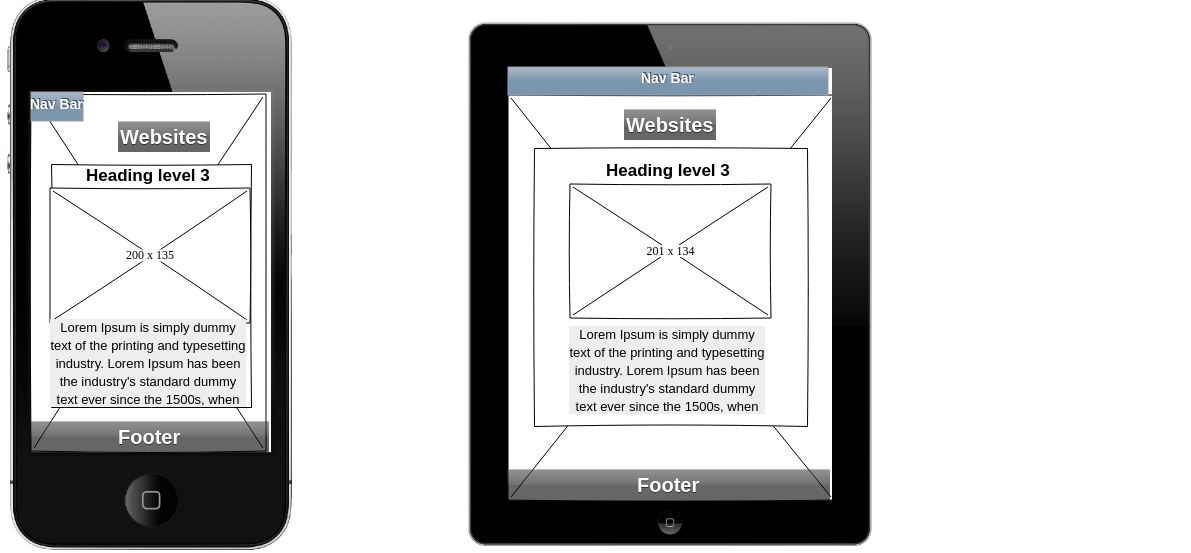 Nav Bar
Websites
Heading level 3
200 x 135
Lorem Ipsum is simply dummy
text of the printing and typesetting
industry. Lorem Ipsum has been
the industry's standard dummy
text ever since the 1500s, when
Footer
Nav Bar
Websites
Heading level 3
201 x 134
Lorem Ipsum is simply dummy
text of the printing and typesetting
industry. Lorem Ipsum has been
the industry's standard dummy
text ever since the 1500s, when
Footer